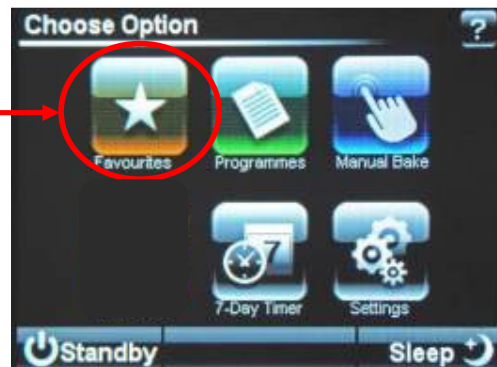 Choose Option
?
Favourites
Programmes
Manual Bake
7
7-Day Timer
Settings
Standby
Sleep